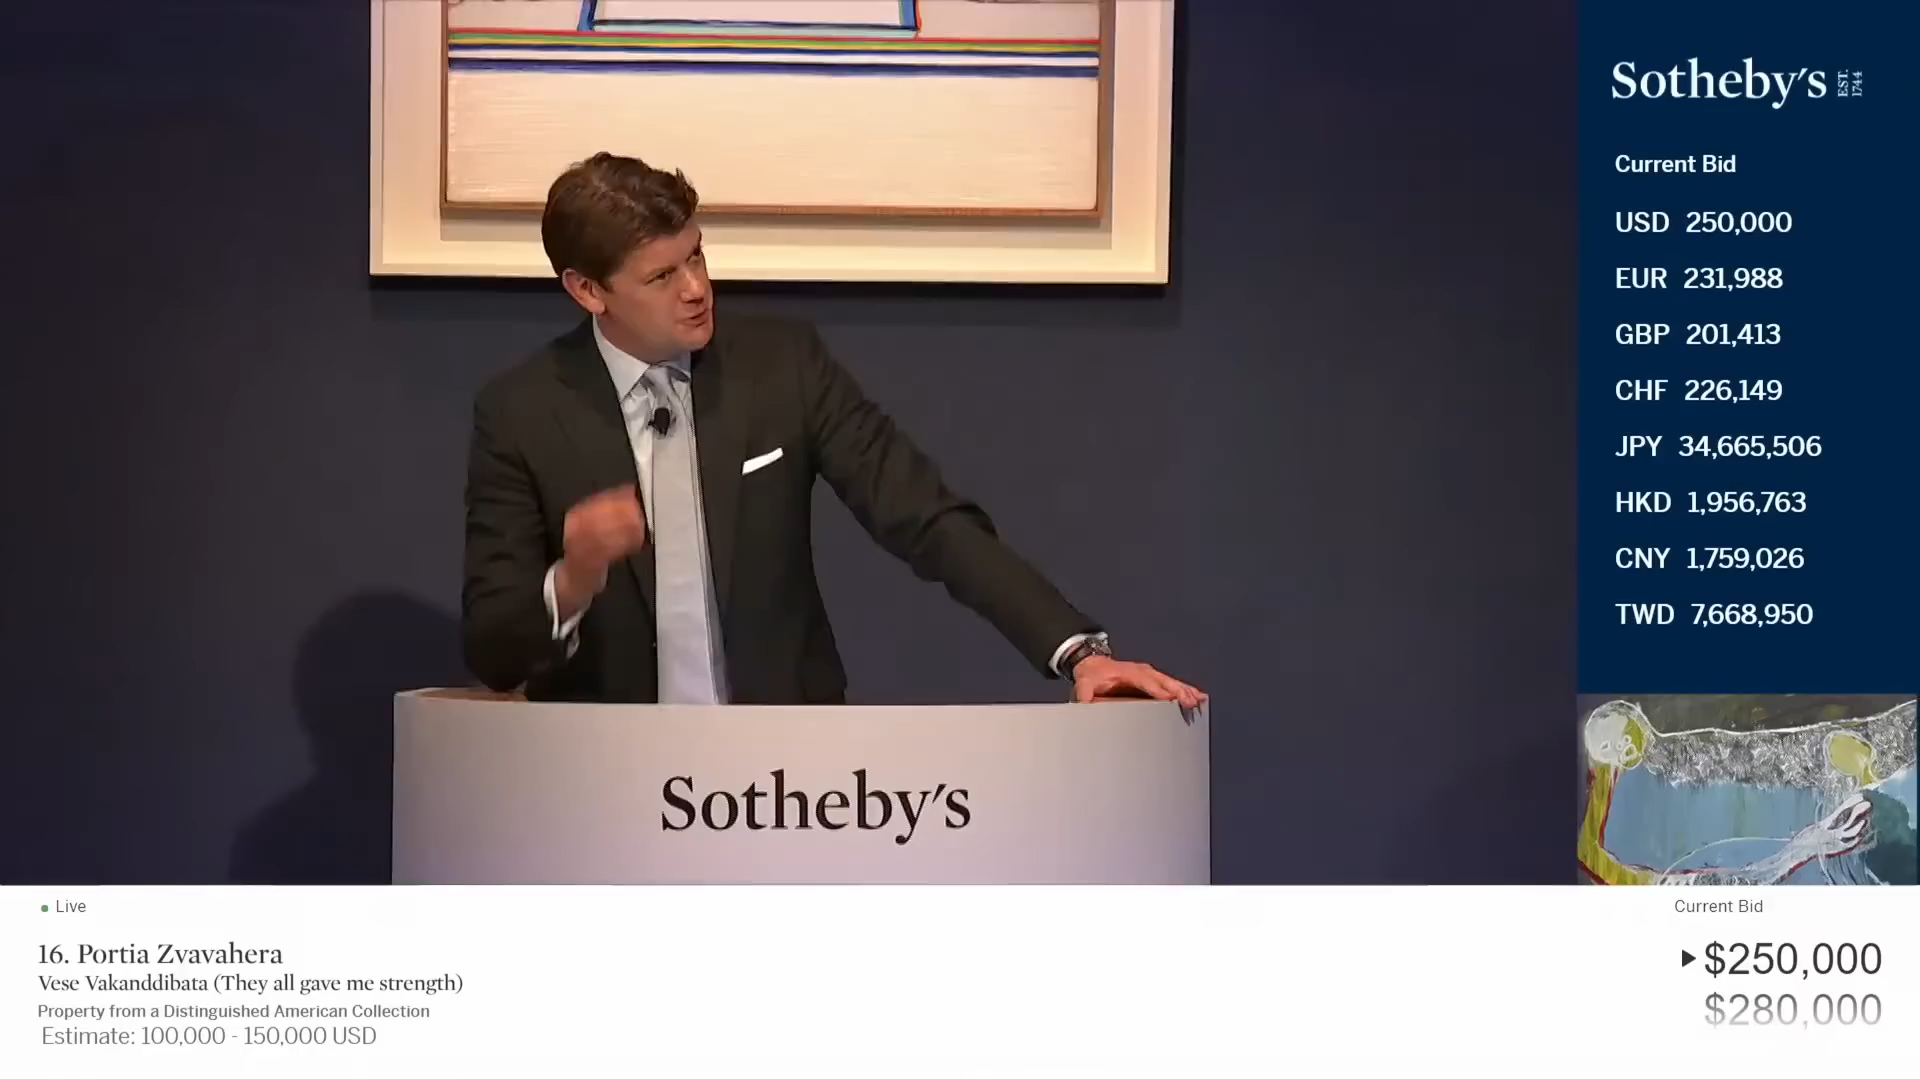 Sotheby's EST. 1744
Current Bid
USD 250,000
EUR 231,988
GBP 201,413
CHF 226,149
JPY 34,665,506
HKD 1,956,763
CNY 1,759,026
TWD 7,668,950
Sotheby's
Live
16. Portia Zvavahera
Vese Vakanddibata (They all gave me strength)
Property from a Distinguished American Collection
Estimate: 100,000 - 150,000 USD
Current Bid
$250,000
$280,000